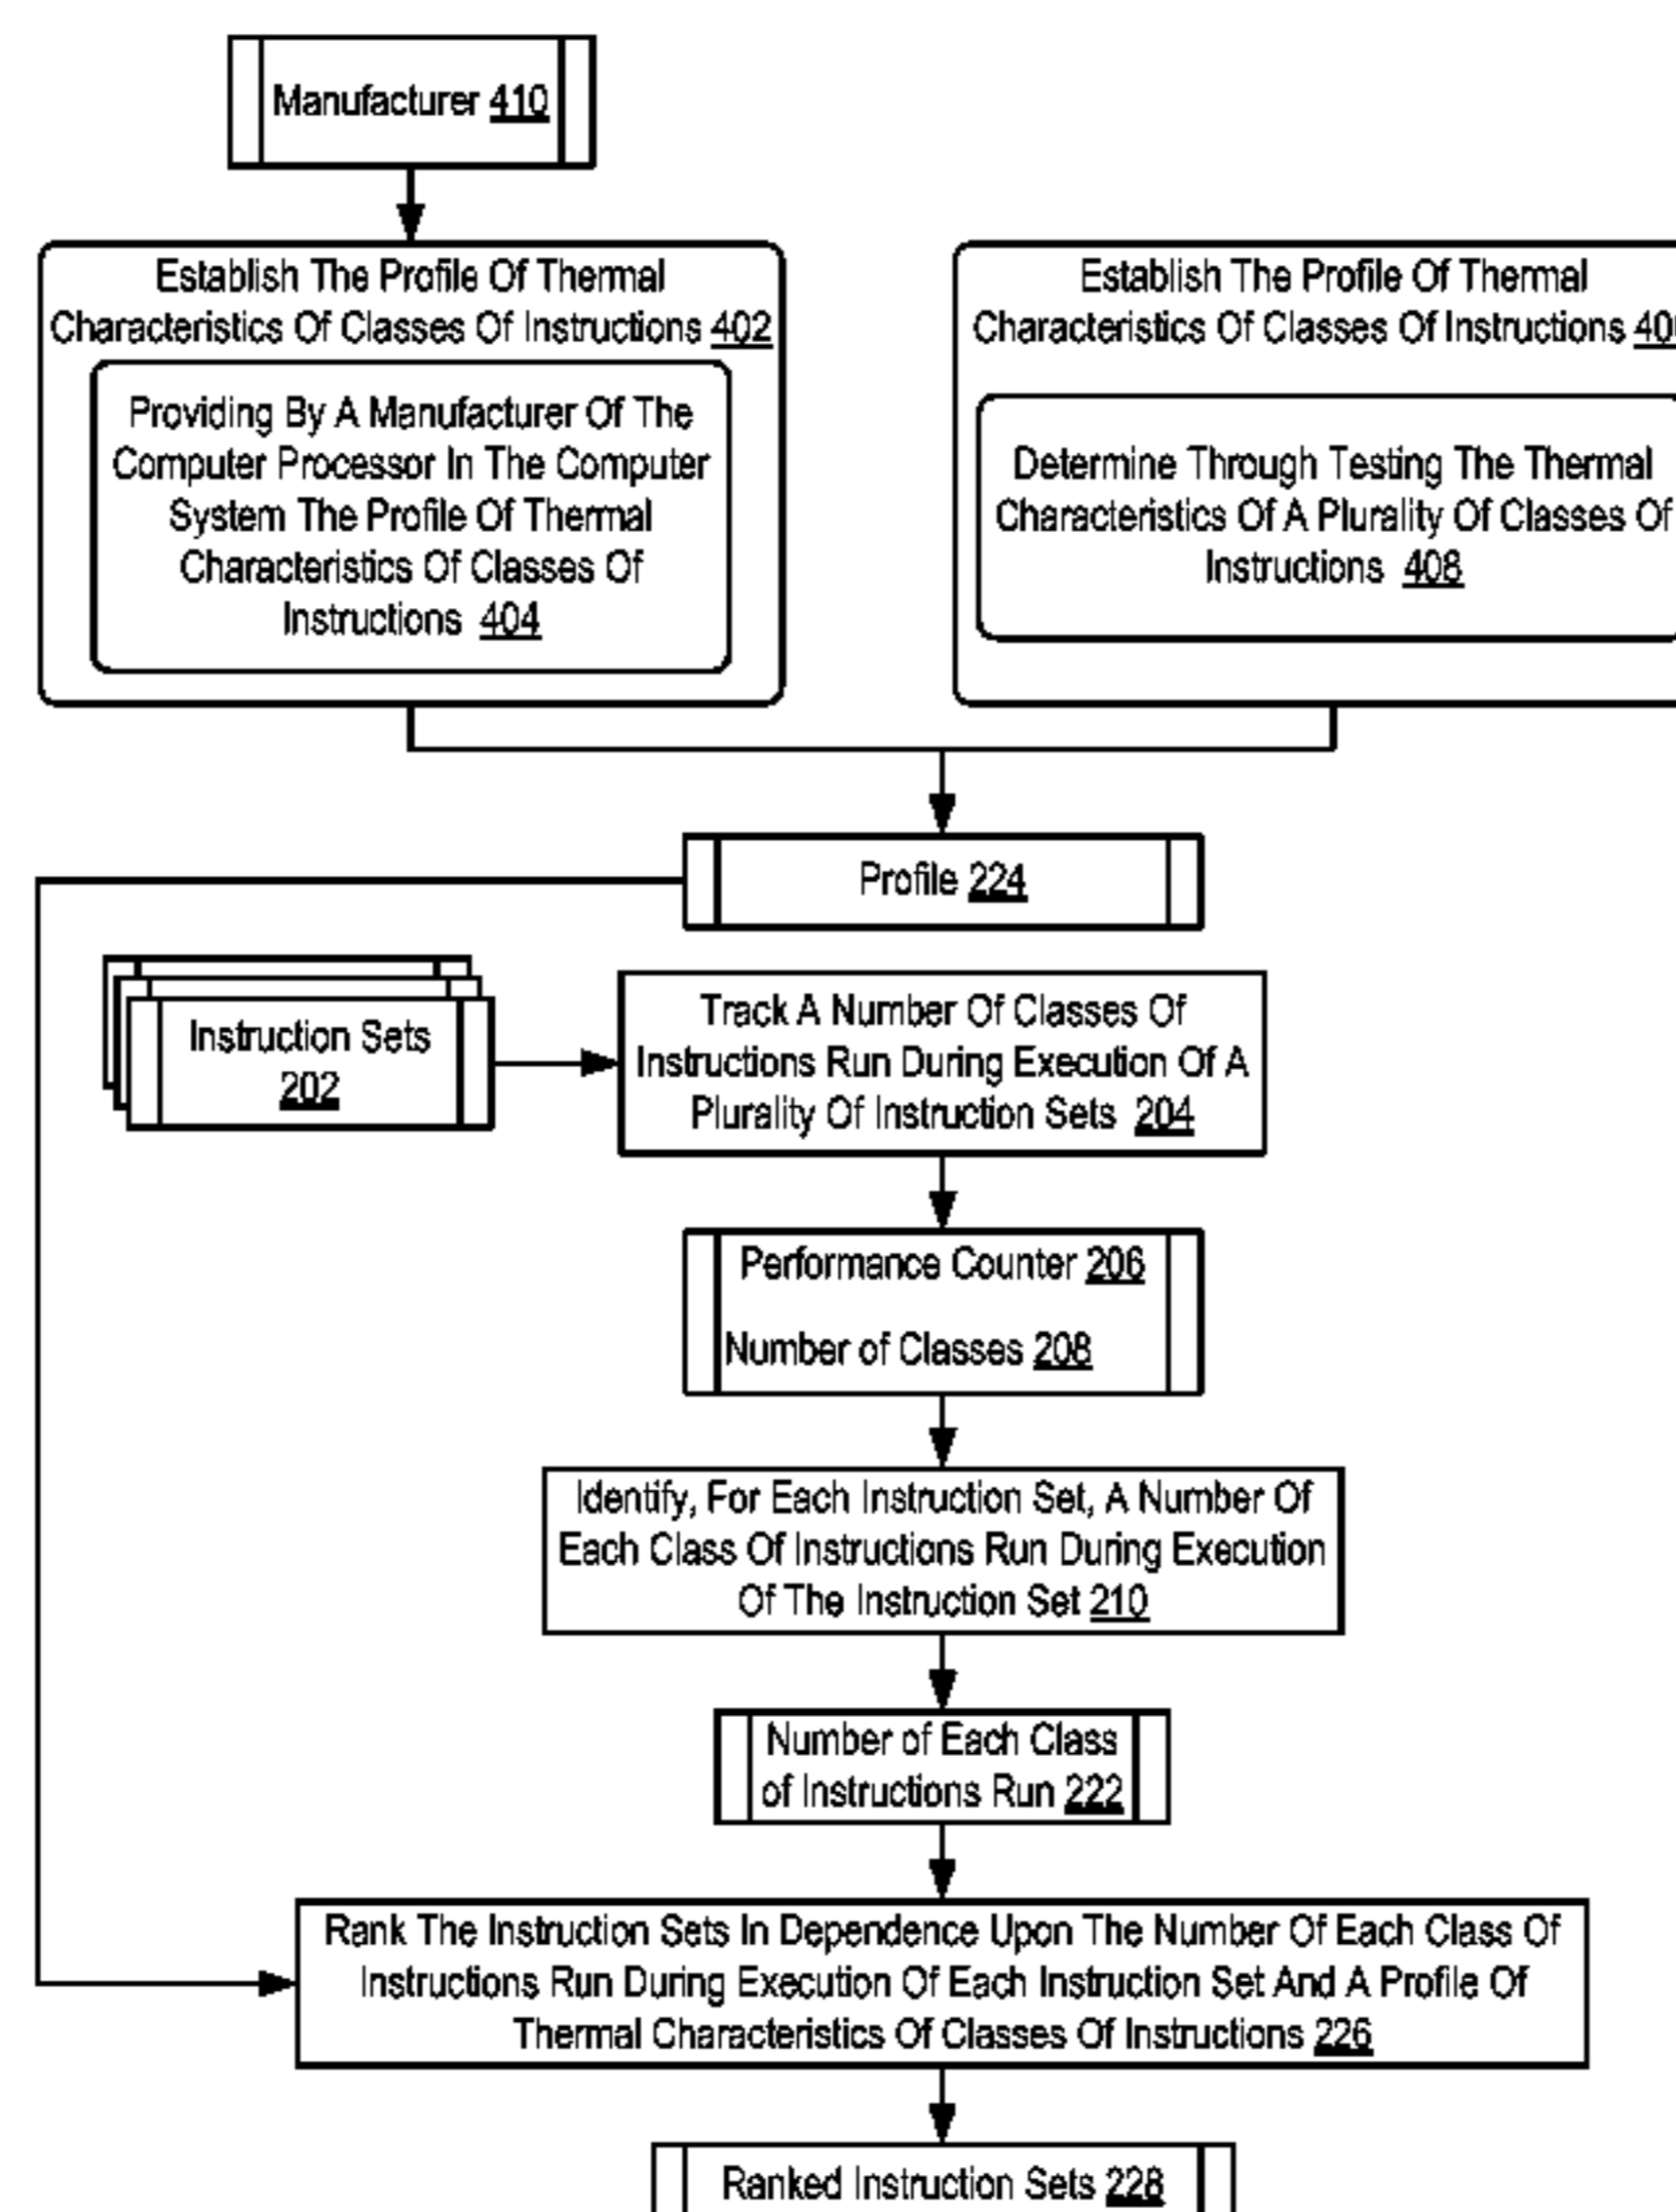 Manufacturer 410
Establish The Profile Of Thermal
Characteristics Of Classes Of Instructions 402
Providing By A Manufacturer Of The
Computer Processor In The Computer
System The Profile Of Thermal
Characteristics Of Classes Of
Instructions 404
Establish The Profile Of Thermal
Characteristics Of Classes Of Instructions
Determine Through Testing The Thermal
Characteristics Of A Plurality Of Classes Of
Instructions 408
Profile 224
Instruction Sets
202
Track A Number Of Classes Of
Instructions Run During Execution Of A
Plurality Of Instruction Sets 204
Performance Counter 206
Number of Classes 208
Identify, For Each Instruction Set, A Number Of
Each Class Of Instructions Run During Execution
Of The Instruction Set 210
Number of Each Class
of Instructions Run 222
Rank The Instruction Sets In Dependence Upon The Number Of Each Class Of
Instructions Run During Execution Of Each Instruction Set And A Profile Of
Thermal Characteristics Of Classes Of Instructions 226
Ranked Instruction Sets 228